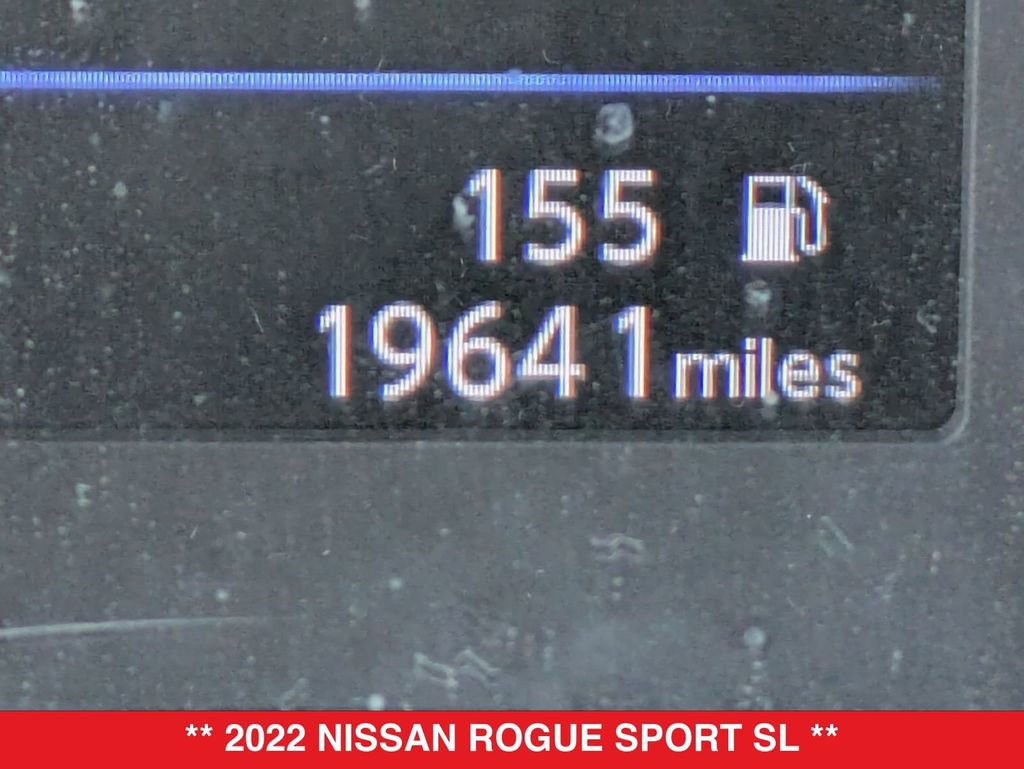 155
19641 miles
** 2022 NISSAN ROGUE SPORT SL **